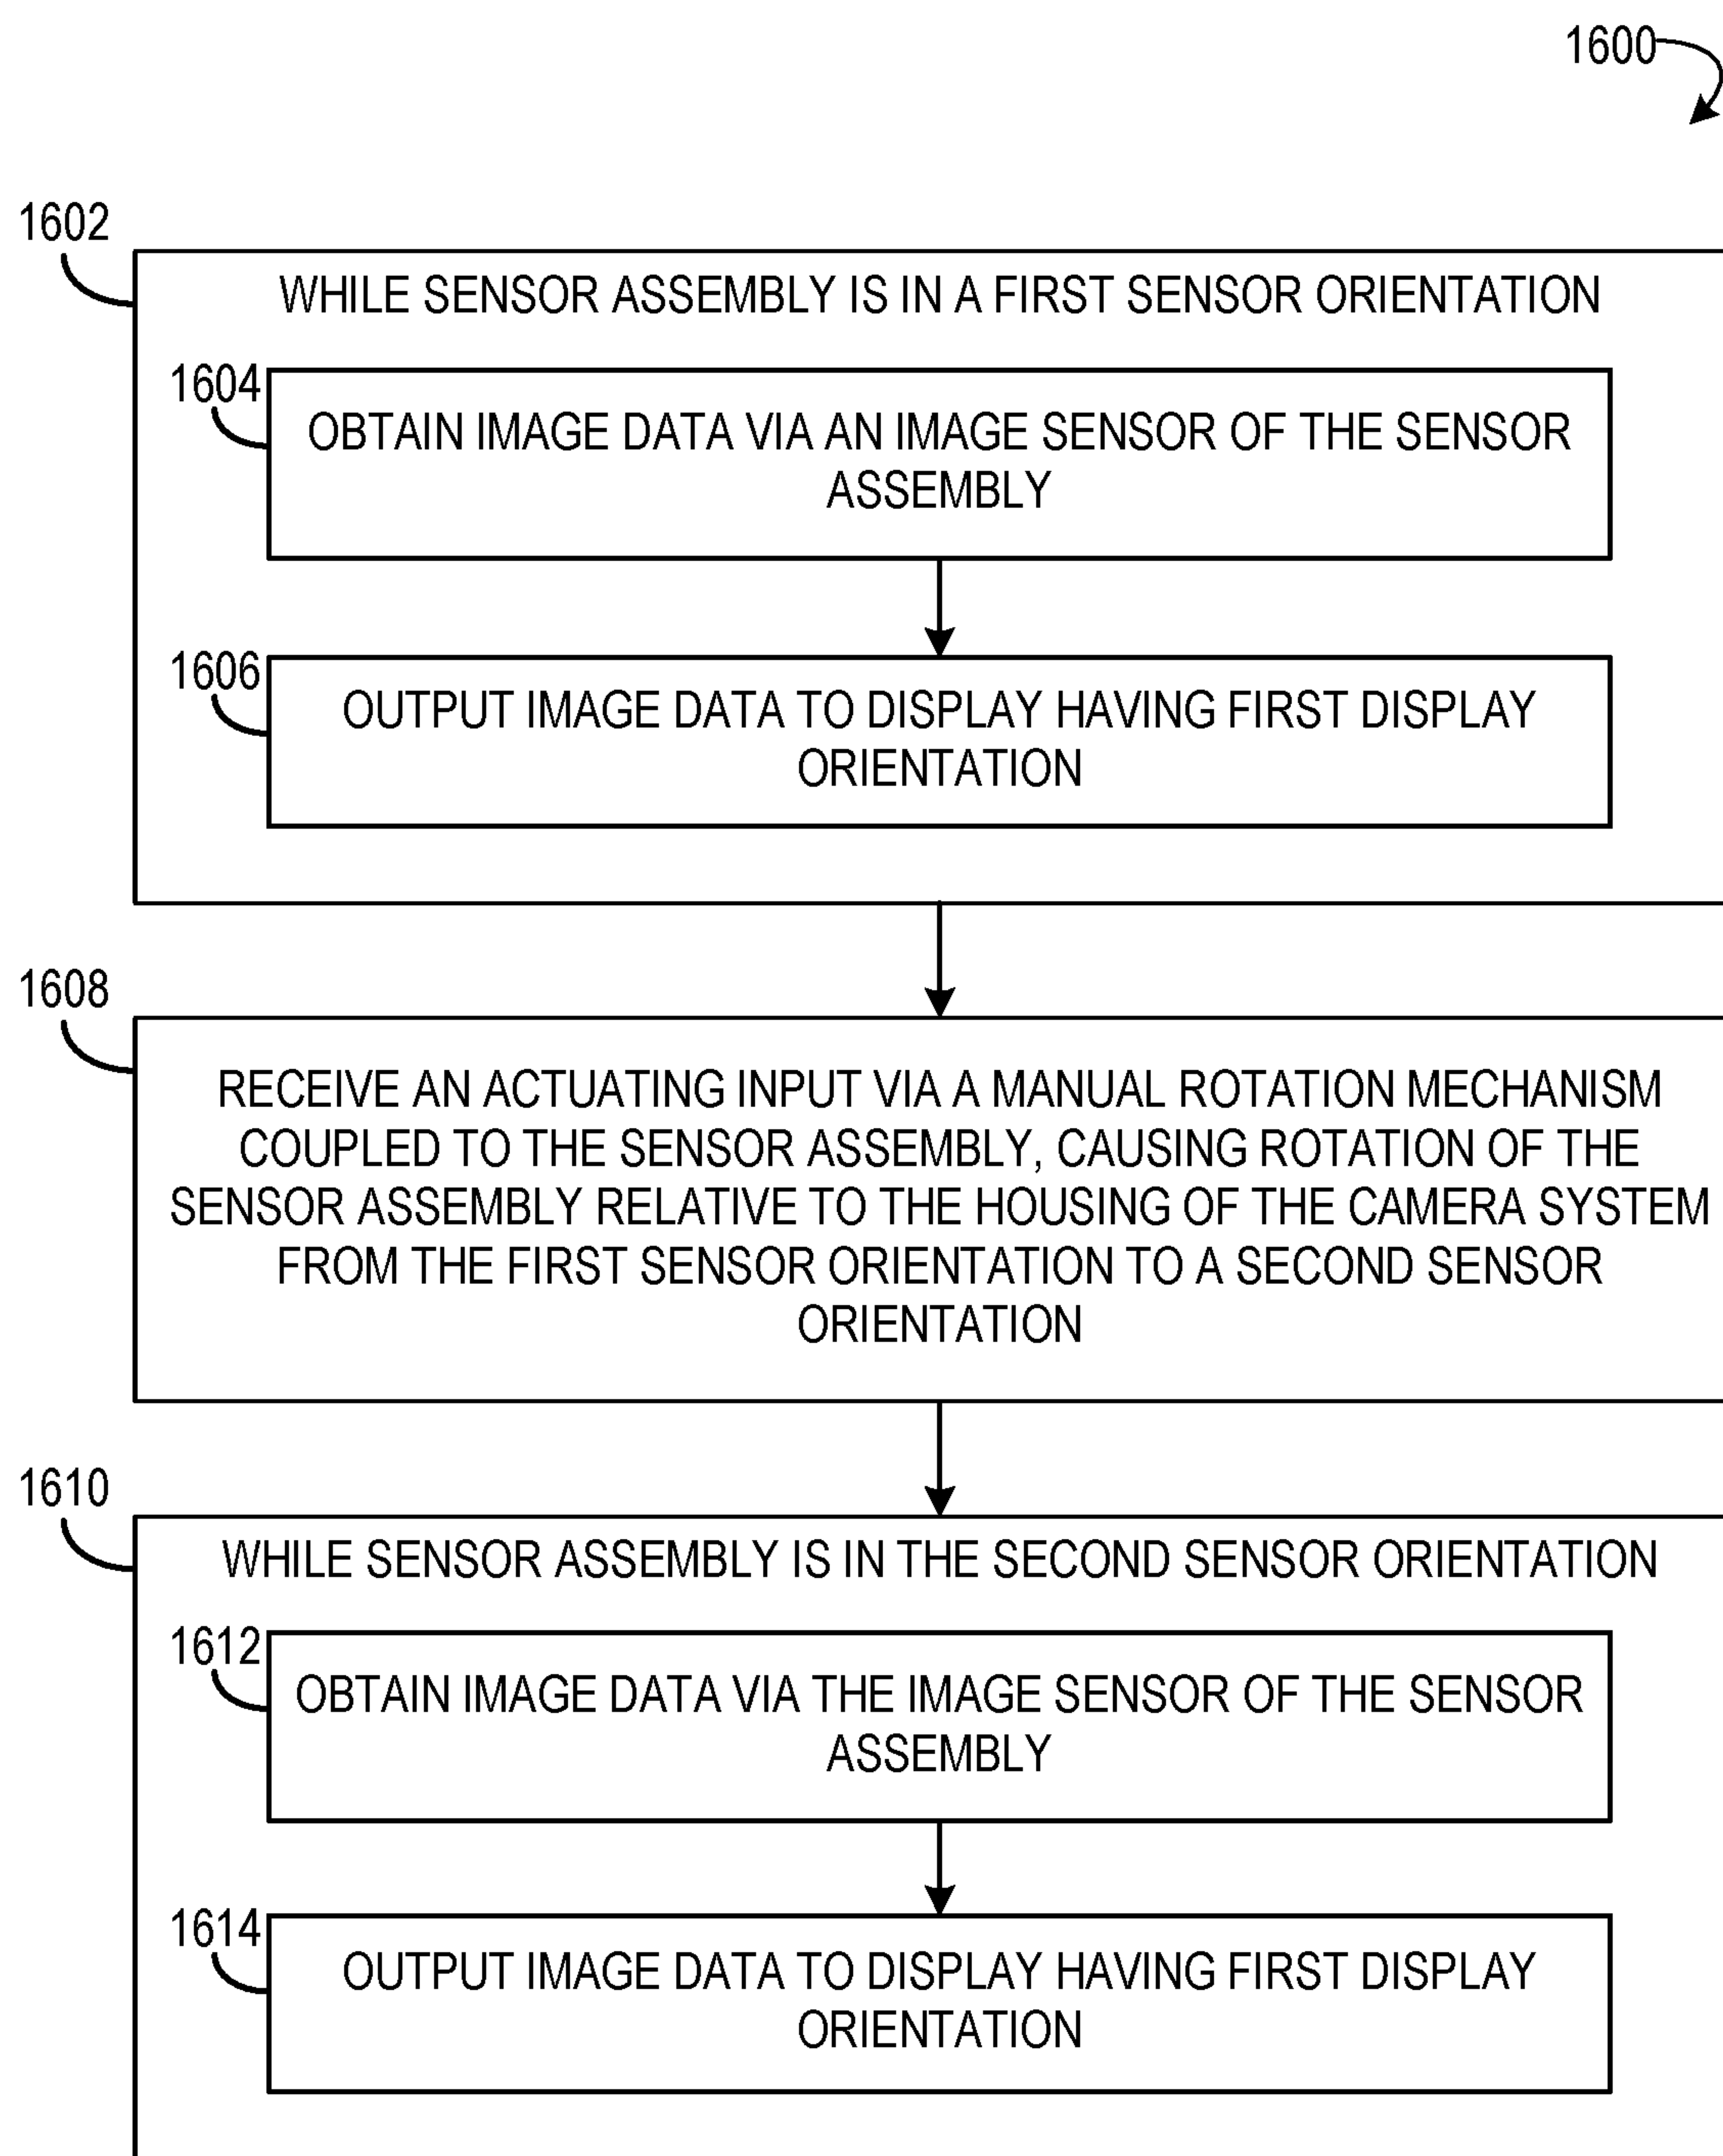 1600
1602
WHILE SENSOR ASSEMBLY IS IN A FIRST SENSOR ORIENTATION
1604
OBTAIN IMAGE DATA VIA AN IMAGE SENSOR OF THE SENSOR
ASSEMBLY
1606
OUTPUT IMAGE DATA TO DISPLAY HAVING FIRST DISPLAY
ORIENTATION
1608
RECEIVE AN ACTUATING INPUT VIA A MANUAL ROTATION MECHANISM
COUPLED TO THE SENSOR ASSEMBLY, CAUSING ROTATION OF THE
SENSOR ASSEMBLY RELATIVE TO THE HOUSING OF THE CAMERA SYSTEM
FROM THE FIRST SENSOR ORIENTATION TO A SECOND SENSOR
ORIENTATION
1610
WHILE SENSOR ASSEMBLY IS IN THE SECOND SENSOR ORIENTATION
1612
OBTAIN IMAGE DATA VIA THE IMAGE SENSOR OF THE SENSOR
ASSEMBLY
1614
OUTPUT IMAGE DATA TO DISPLAY HAVING FIRST DISPLAY
ORIENTATION